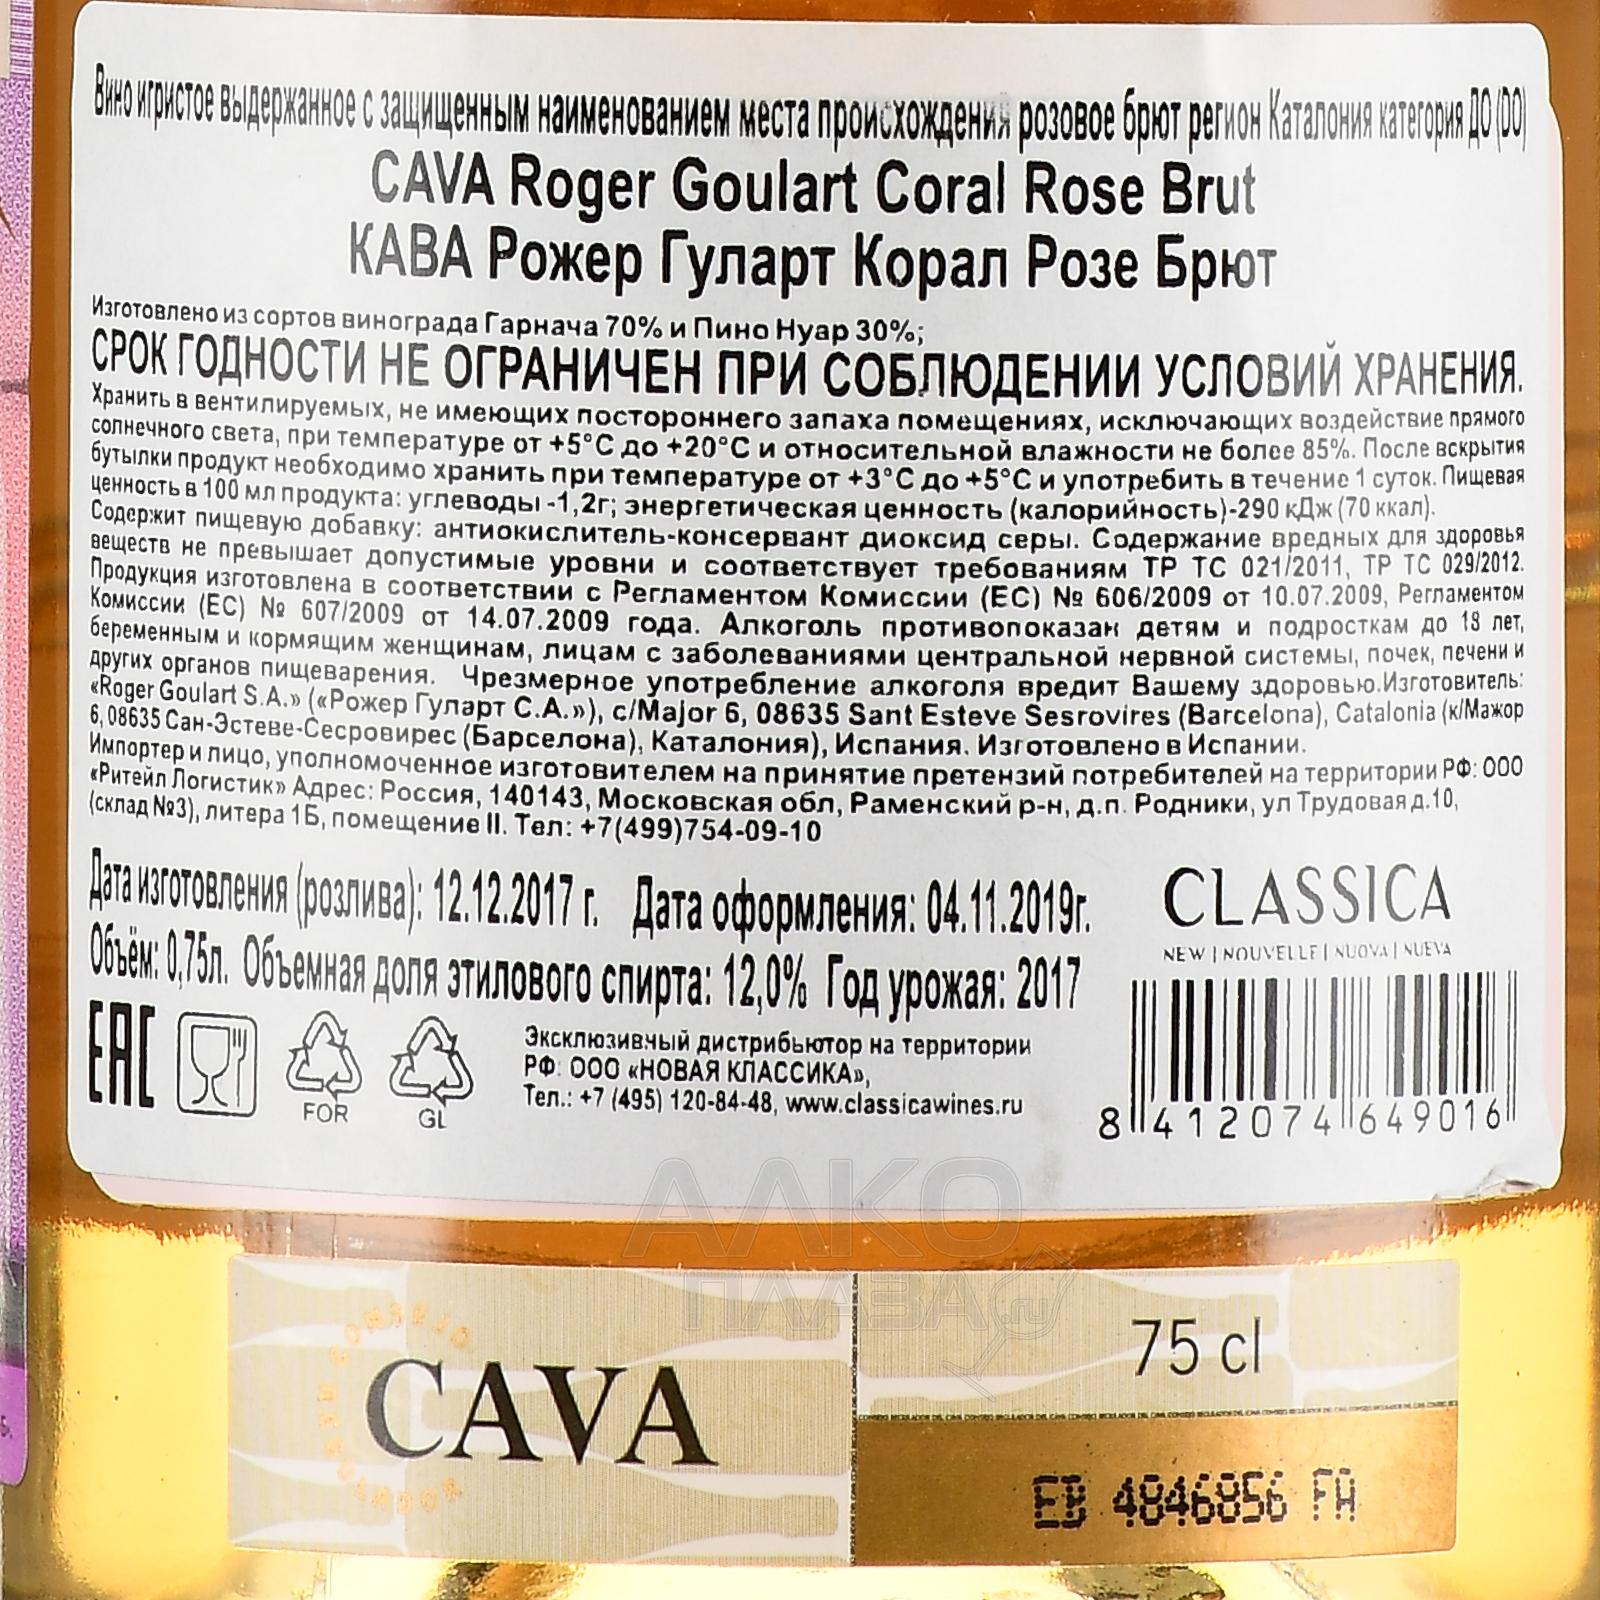 Вино игристое выдержанное с защищенным наименованием места происхождения розовое брют регион Каталония категория ДО (DO)
CAVA Roger Goulart Coral Rose Brut
КАВА Рожер Гуларт Корал Розе Брют
Изготовлено из сортов винограда Гарнача 70% и Пино Нуар 30%;
СРОК ГОДНОСТИ НЕ ОГРАНИЧЕН ПРИ СОБЛЮДЕНИИ УСЛОВИЙ ХРАНЕНИЯ.
Хранить в вентилируемых, не имеющих постороннего запаха помещениях, исключающих воздействие прямого
солнечного света, при температуре от +5°С до +20°С и относительной влажности не более 85%. После вскрытия
бутылки продукт необходимо хранить при температуре от +3°С до +5°С и употребить в течение 1 суток. Пищевая
ценность в 100 мл продукта: углеводы -1,2г; энергетическая ценность (калорийность)-290 кДж (70 ккал).
Содержит пищевую добавку: антиокислитель-консервант диоксид серы. Содержание вредных для здоровья
веществ не превышает допустимые уровни и соответствует требованиям ТР ТС 021/2011, ТР ТС 029/2012.
Продукция изготовлена в соответствии с Регламентом Комиссии (ЕС) № 606/2009 от 10.07.2009, Регламентом
Комиссии (ЕС) № 607/2009 от 14.07.2009 года. Алкоголь противопоказан детям и подросткам до 18 лет,
беременным и кормящим женщинам, лицам с заболеваниями центральной нервной системы, почек, печени и
других органов пищеварения. Чрезмерное употребление алкоголя вредит Вашему здоровью.Изготовитель:
«Roger Goulart S.A.» («Рожер Гуларт С.А.»), c/Major 6, 08635 Sant Esteve Sesrovires (Barcelona), Catalonia (к/Мажор
6, 08635 Сан-Эстеве-Сесровирес (Барселона), Каталония), Испания. Изготовлено в Испании.
Импортер и лицо, уполномоченное изготовителем на принятие претензий потребителей на территории РФ: ООО
«Ритейл Логистик» Адрес: Россия, 140143, Московская обл, Раменский р-н, д.п. Родники, ул Трудовая д.10,
(склад №3), литера 1Б, помещение II. Тел: +7(499)754-09-10
Дата изготовления (розлива): 12.12.2017 г. Дата оформления: 04.11.2019г.
Объём: 0,75л. Объемная доля этилового спирта: 12,0% Год урожая: 2017
CLASSICA
NEW | NOUVELLE | NUOVA | NUEVA
EAC
FOR
GL
Эксклюзивный дистрибьютор на территории
РФ: ООО «НОВАЯ КЛАССИКА»,
Тел.: +7 (495) 120-84-48, www.classicawines.ru
8 412074 649016
АЛКО
ПЛАЗА.ru
CONSEJO
REGULADOR
CAVA
75 cl
EB 4846856 FA